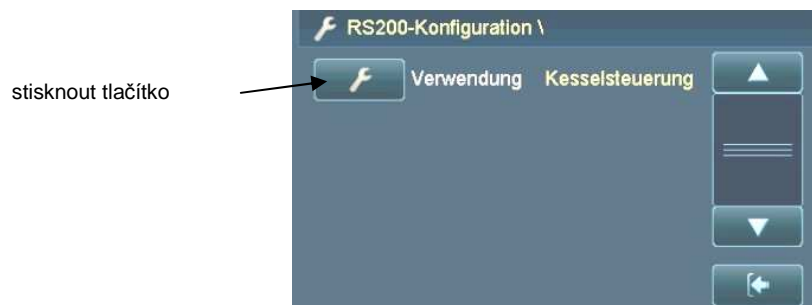 RS200-Konfiguration \
stisknout tlačítko
Verwendung Kesselsteuerung